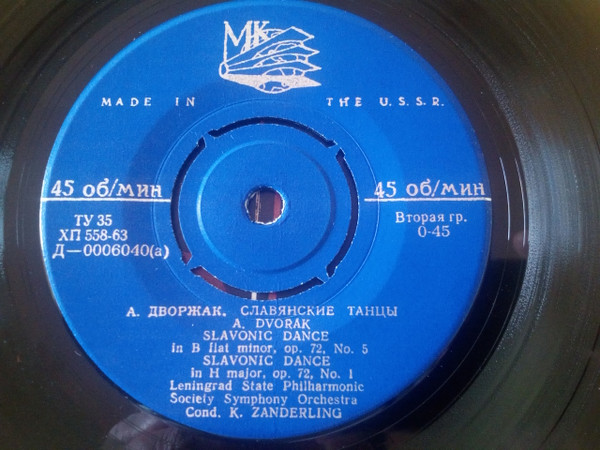 MK
MADE IN THE U.S.S.R.
45 об/мин 45 об/мин
ТУ 35
ХП 558-63
Д—0006040(а)
Вторая гр.
0-45
А. ДВОРЖАК. СЛАВЯНСКИЕ ТАНЦЫ
A. DVOŘÁK
SLAVONIC DANCE
in B flat minor, op. 72, No. 5
SLAVONIC DANCE
in H major, op. 72, No. 1
Leningrad State Philharmonic
Society Symphony Orchestra
Cond. K. ZANDERLING